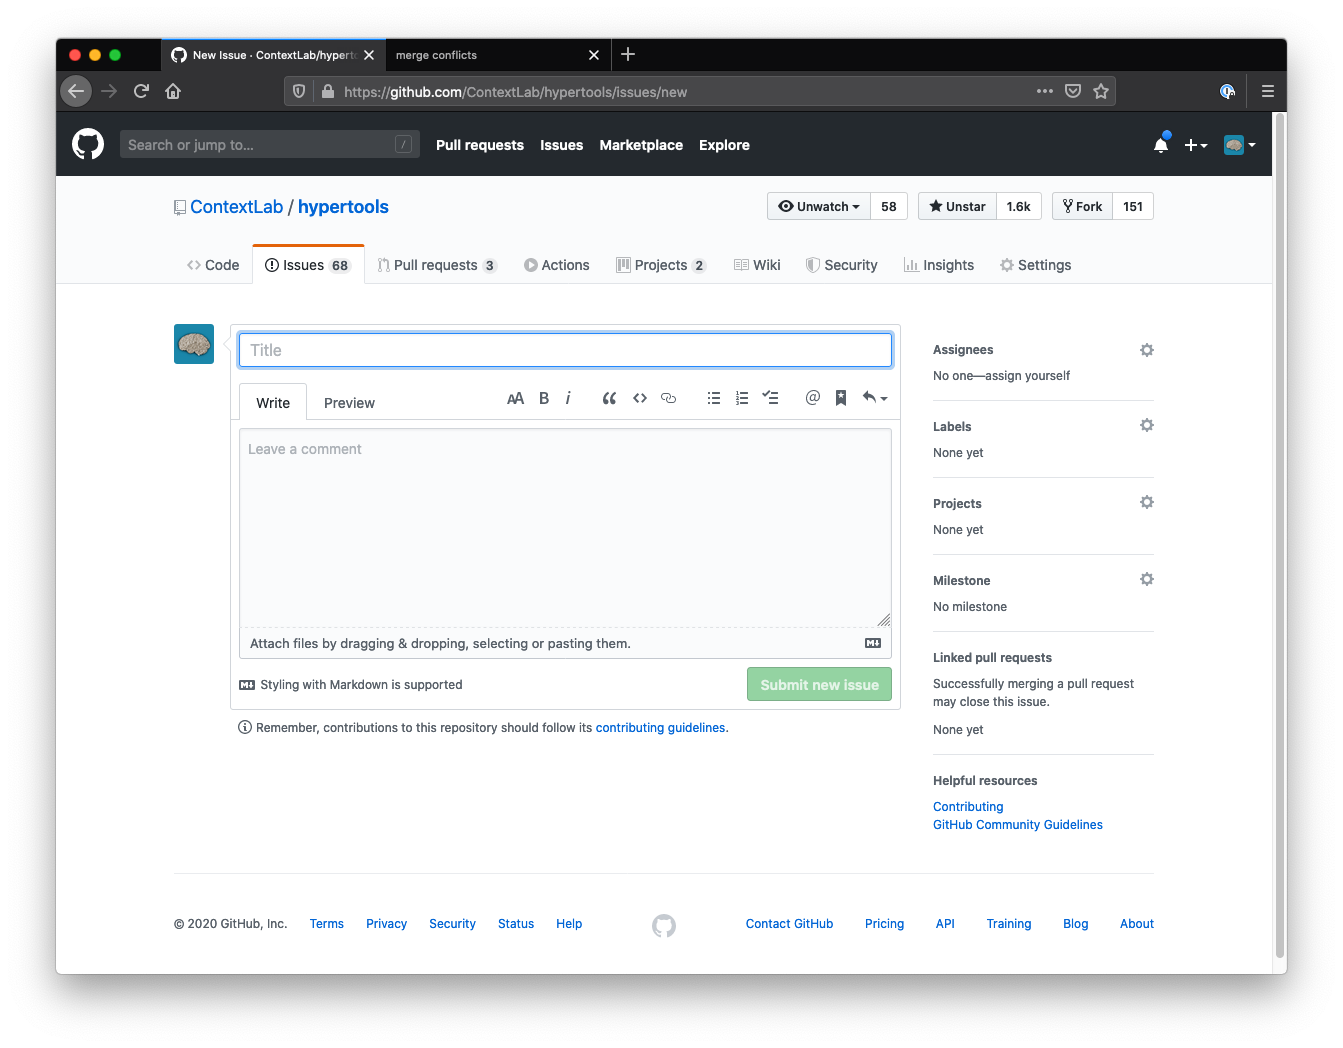 New Issue · ContextLab/hyperto
merge conflicts
https://github.com/ContextLab/hypertools/issues/new
Search or jump to...
/
Pull requests
Issues
Marketplace
Explore
ContextLab / hypertools
Unwatch
58
Unstar
1.6k
Fork
151
Code
Issues 68
Pull requests 3
Actions
Projects 2
Wiki
Security
Insights
Settings
Title
Write
Preview
AA B i
@
Leave a comment
Attach files by dragging & dropping, selecting or pasting them.
Styling with Markdown is supported
Submit new issue
Remember, contributions to this repository should follow its contributing guidelines.
Assignees
No one—assign yourself
Labels
None yet
Projects
None yet
Milestone
No milestone
Linked pull requests
Successfully merging a pull request
may close this issue.
None yet
Helpful resources
Contributing
GitHub Community Guidelines
© 2020 GitHub, Inc.
Terms
Privacy
Security
Status
Help
Contact GitHub
Pricing
API
Training
Blog
About